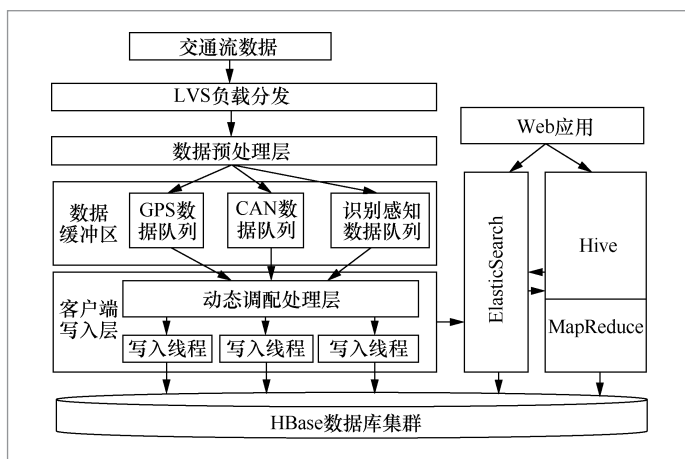 交通流数据
LVS负载分发
数据预处理层
数据
缓冲区
GPS数
据队列
CAN数
据队列
识别感知
数据队列
客户端
写入层
动态调配处理层
写入线程
写入线程
写入线程
Web应用
ElasticSearch
Hive
MapReduce
HBase数据库集群